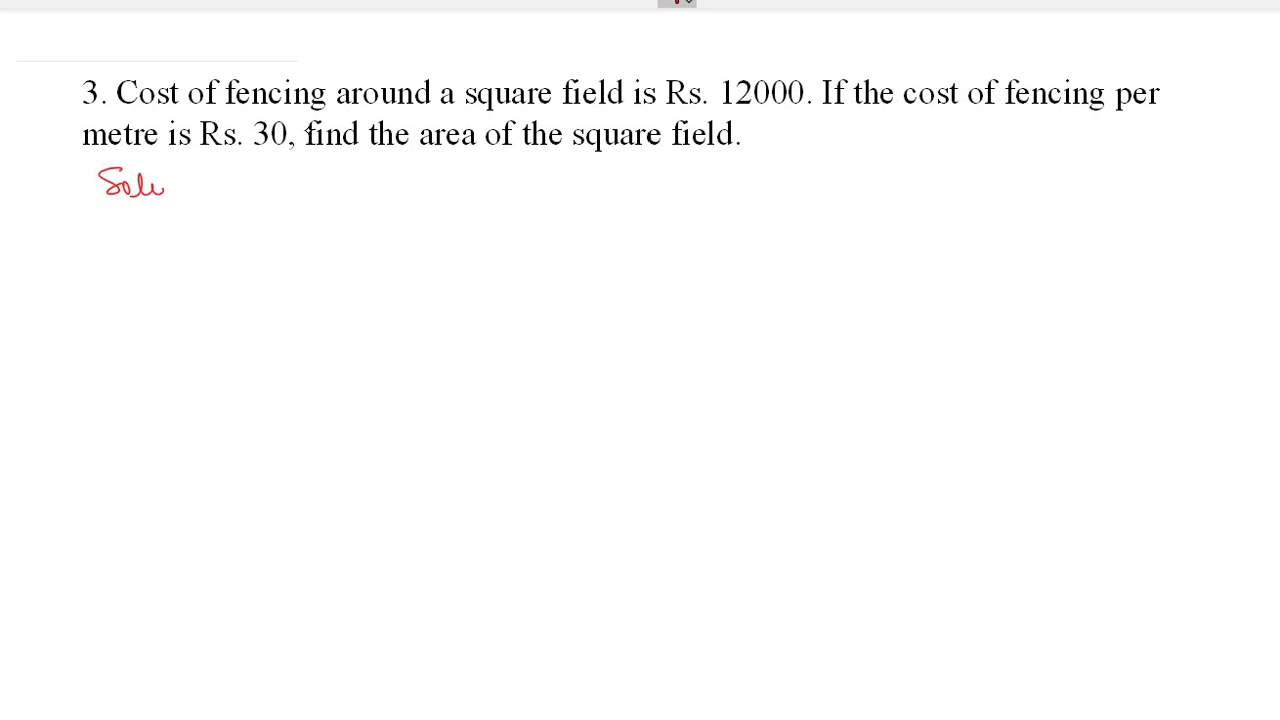 3. Cost of fencing around a square field is Rs. 12000. If the cost of fencing per
metre is Rs. 30, find the area of the square field.
Soln